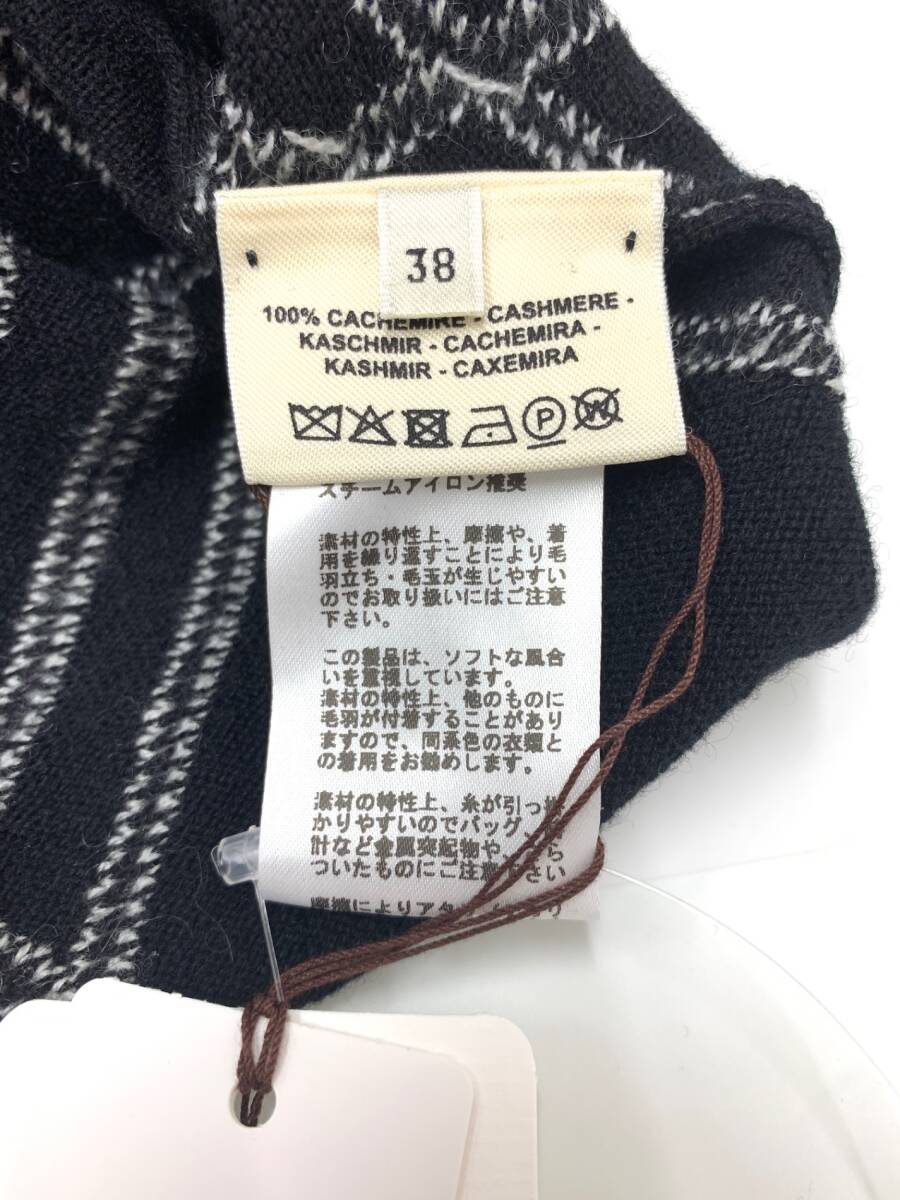 38
100% CACHEMIRE - CASHMERE -
KASCHMIR - CACHEMIRA -
KASHMIR - CAXEMIRA
P
W
スチームアイロン推奨
素材の特性上、摩擦や、着
用を繰り返すことにより毛
羽立ち・毛玉が生じやすい
のでお取り扱いにはご注意
下さい。
この製品は、ソフトな風合
いを重視しています。
素材の特性上、他のものに
毛羽が付着することがあり
ますので、同系色の衣類と
の着用をお勧めします。
素材の特性上、糸が引っ掛
かりやすいのでバッグ、
計など金属突起物や、 ら
ついたものにご注意下さい
摩擦によりアタ